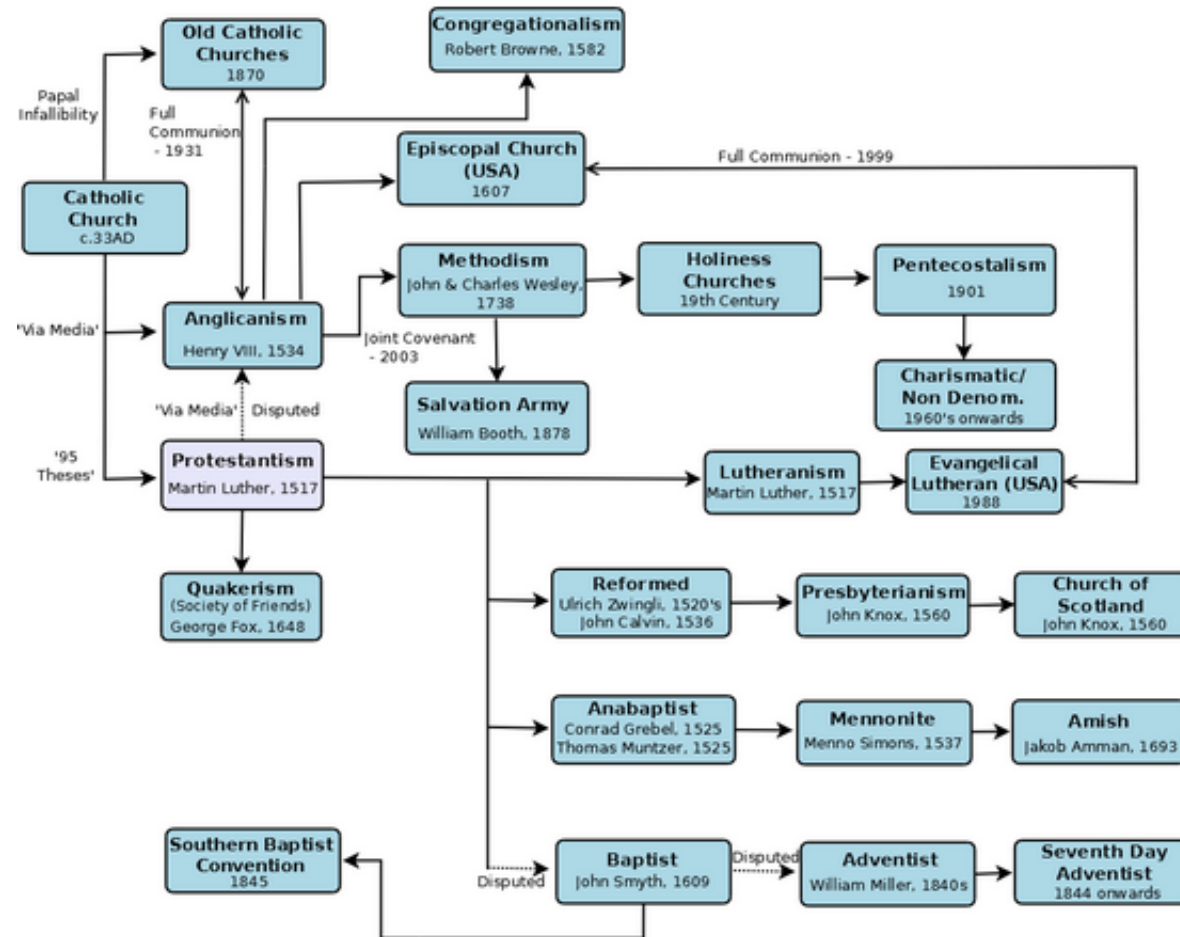 Old Catholic
Churches
1870
Congregationalism
Robert Browne, 1582
Papal
Infallibility
Full
Communion
- 1931
Episcopal Church
(USA)
1607
Full Communion - 1999
Catholic
Church
c.33AD
Methodism
John & Charles Wesley,
1738
Holiness
Churches
19th Century
Pentecostalism
1901
'Via Media'
Anglicanism
Henry VIII, 1534
Joint Covenant
- 2003
Charismatic/
Non Denom.
1960's onwards
Salvation Army
William Booth, 1878
'Via Media'
Disputed
'95
Theses'
Protestantism
Martin Luther, 1517
Lutheranism
Martin Luther, 1517
Evangelical
Lutheran (USA)
1988
Quakerism
(Society of Friends)
George Fox, 1648
Reformed
Ulrich Zwingli, 1520's
John Calvin, 1536
Presbyterianism
John Knox, 1560
Church of
Scotland
John Knox, 1560
Anabaptist
Conrad Grebel, 1525
Thomas Muntzer, 1525
Mennonite
Menno Simons, 1537
Amish
Jakob Amman, 1693
Southern Baptist
Convention
1845
Disputed
Baptist
John Smyth, 1609
Disputed
Adventist
William Miller, 1840s
Seventh Day
Adventist
1844 onwards